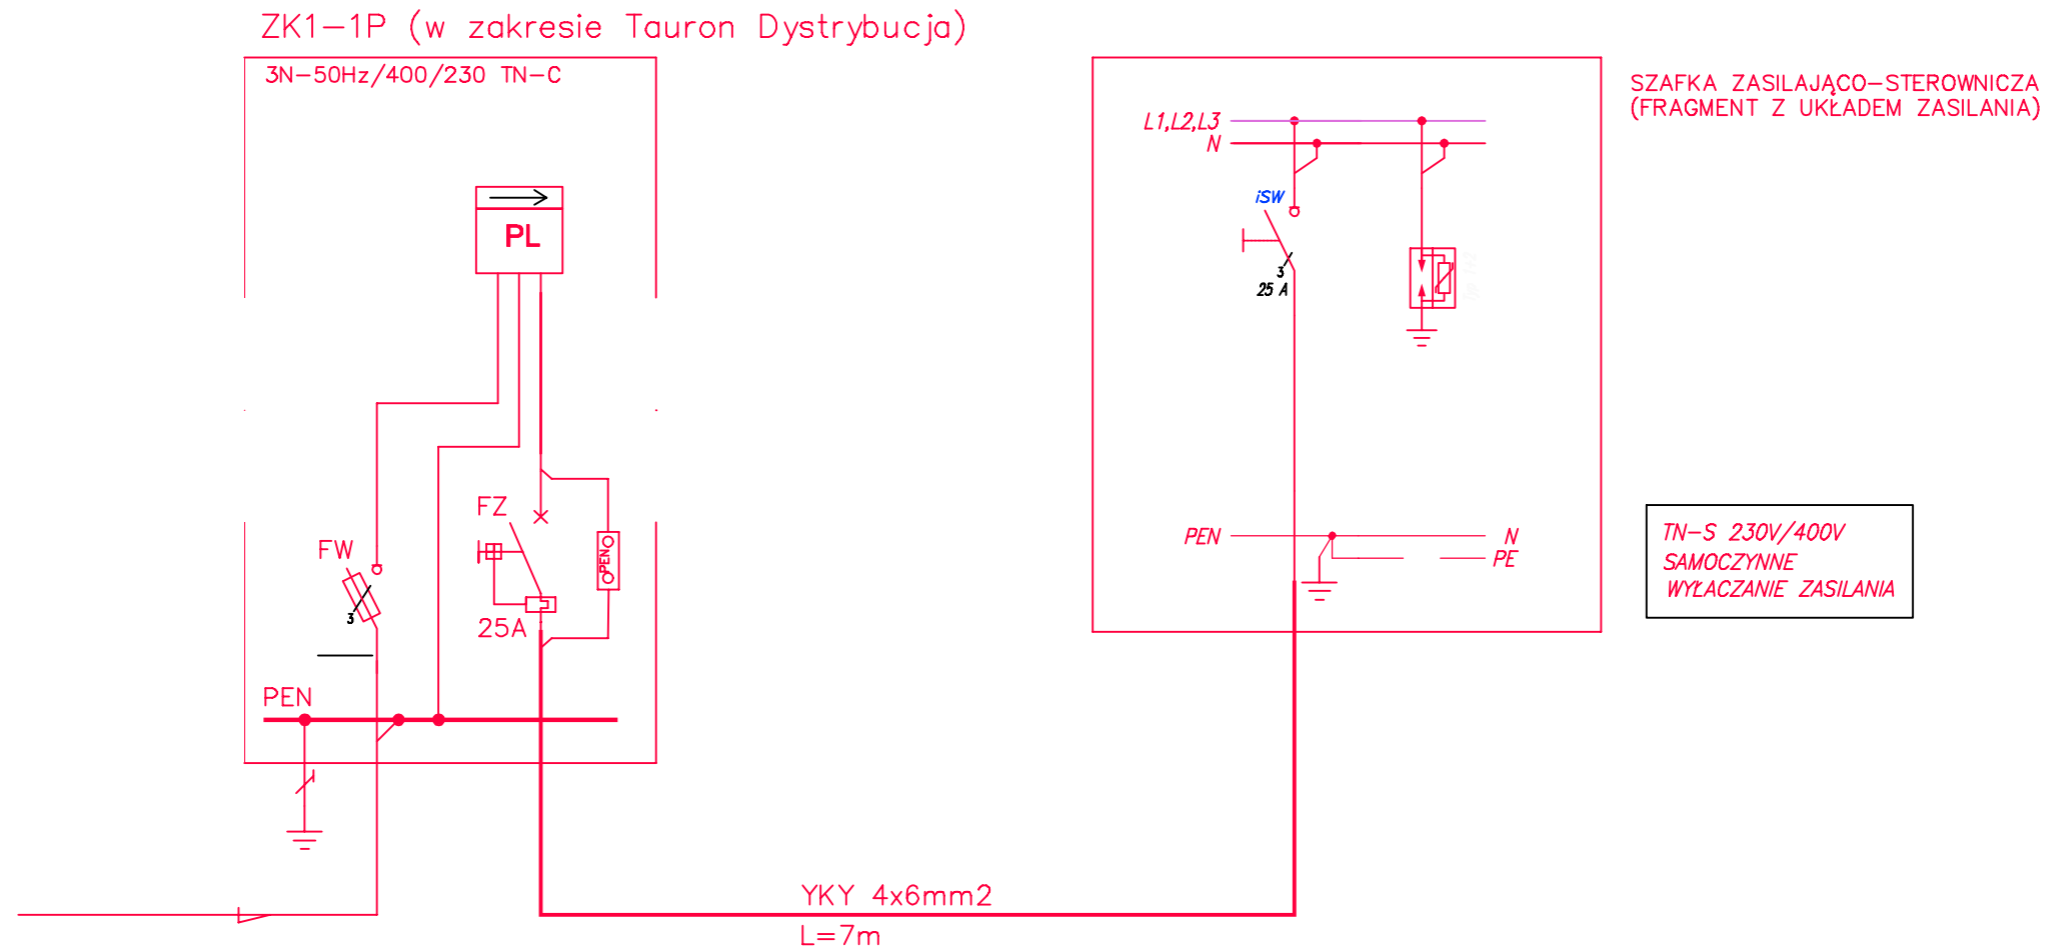 ZK1-1P (w zakresie Tauron Dystrybucja)
3N-50Hz/400/230 TN-C
PL
FW
3
FZ
25A
PEN
PEN
YKY 4x6mm2
L=7m
L1,L2,L3
N
iSW
3
25 A
PEN
N
PE
SZAFKA ZASILAJĄCO-STEROWNICZA
(FRAGMENT Z UKŁADEM ZASILANIA)
TN-S 230V/400V
SAMOCZYNNE
WYŁACZANIE ZASILANIA